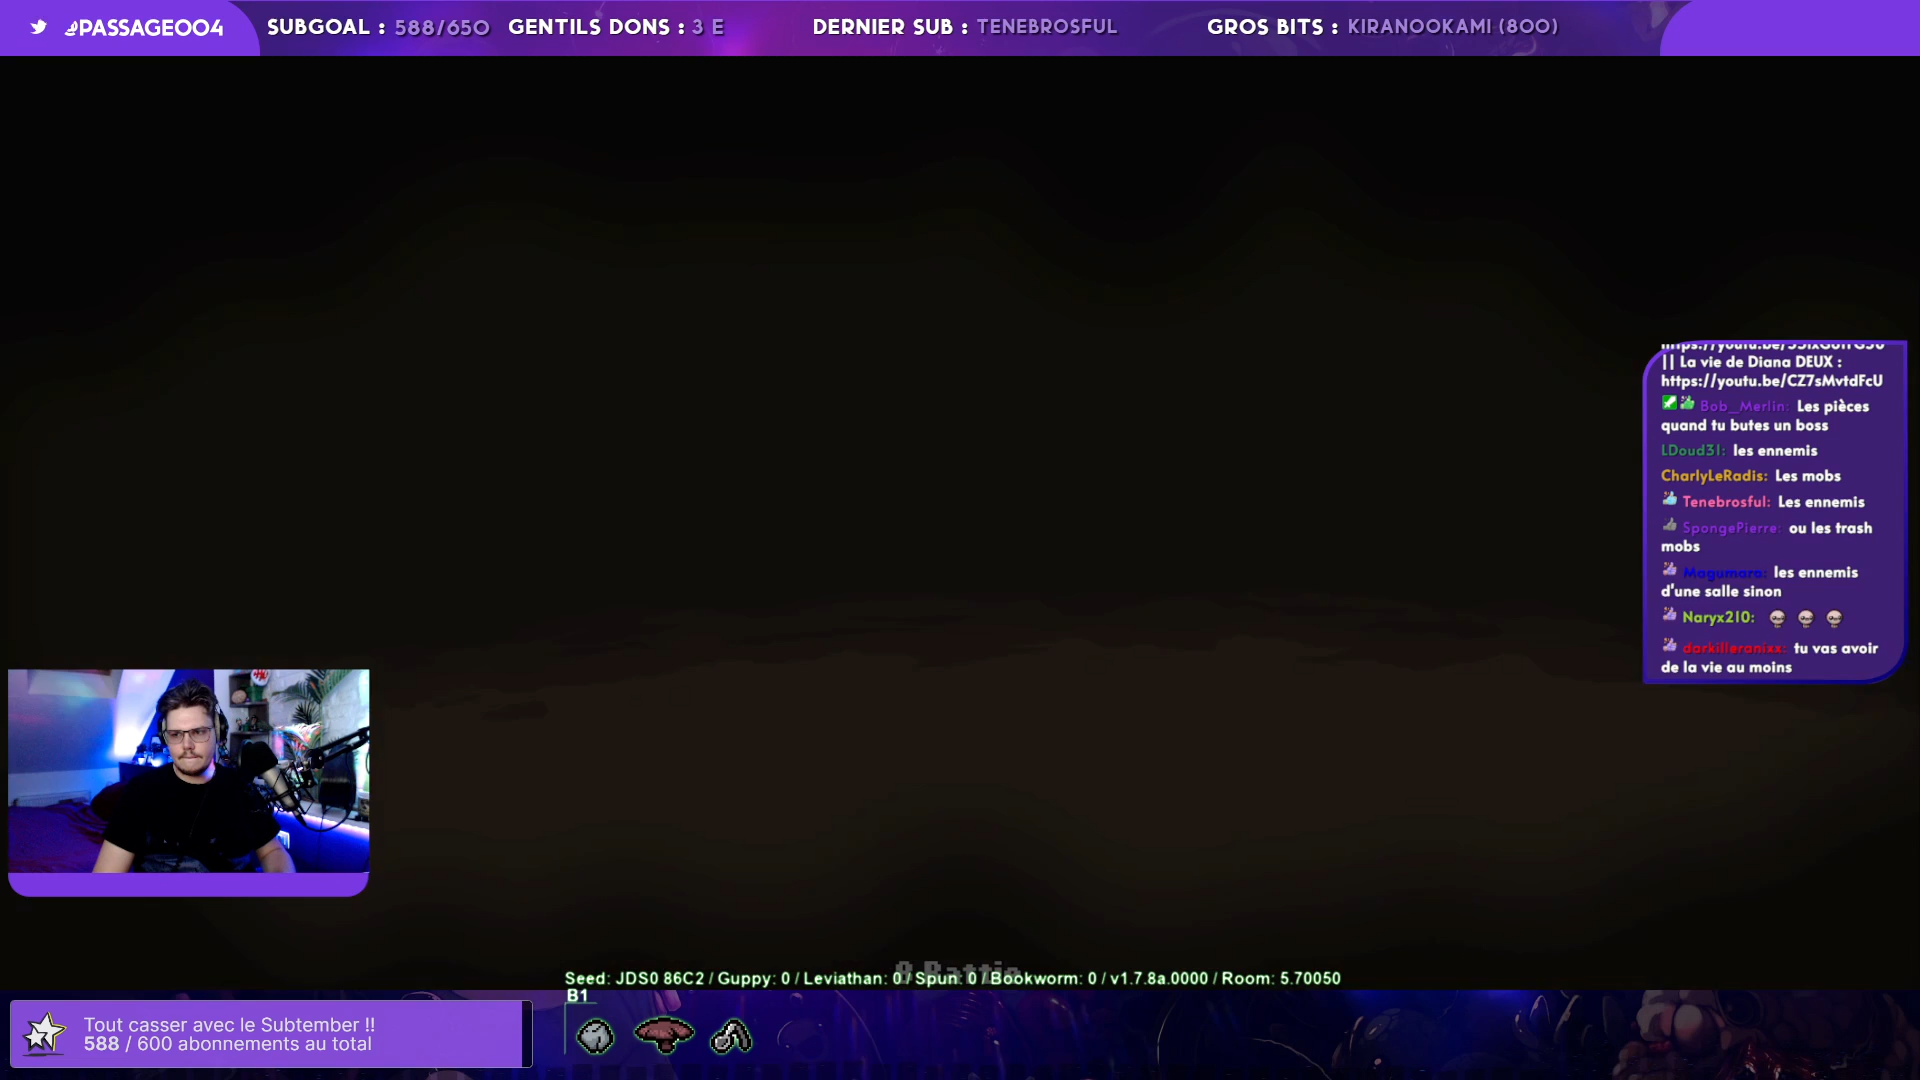 @PASSAGEOO4
SUBGOAL : 588/650
GENTILS DONS : 3 E
DERNIER SUB : TENEBROSFUL
GROS BITS : KIRANOOKAMI (800)
|| La vie de Diana DEUX :
https://youtu.be/CZ7sMvtdFcU
Bob_Merlin: Les pièces
quand tu butes un boss
LDoud31: les ennemis
CharlyLeRadis: Les mobs
Tenebrosful: Les ennemis
SpongePierre: ou les trash
mobs
Magumara: les ennemis
d'une salle sinon
Naryx210:
darkilleranixx: tu vas avoir
de la vie au moins
Seed: JDS0 86C2 / Guppy: 0 / Leviathan: 0 / Spun: 0 / Bookworm: 0 / v1.7.8a.0000 / Room: 5.70050
B1
Tout casser avec le Subtember !!
588 / 600 abonnements au total